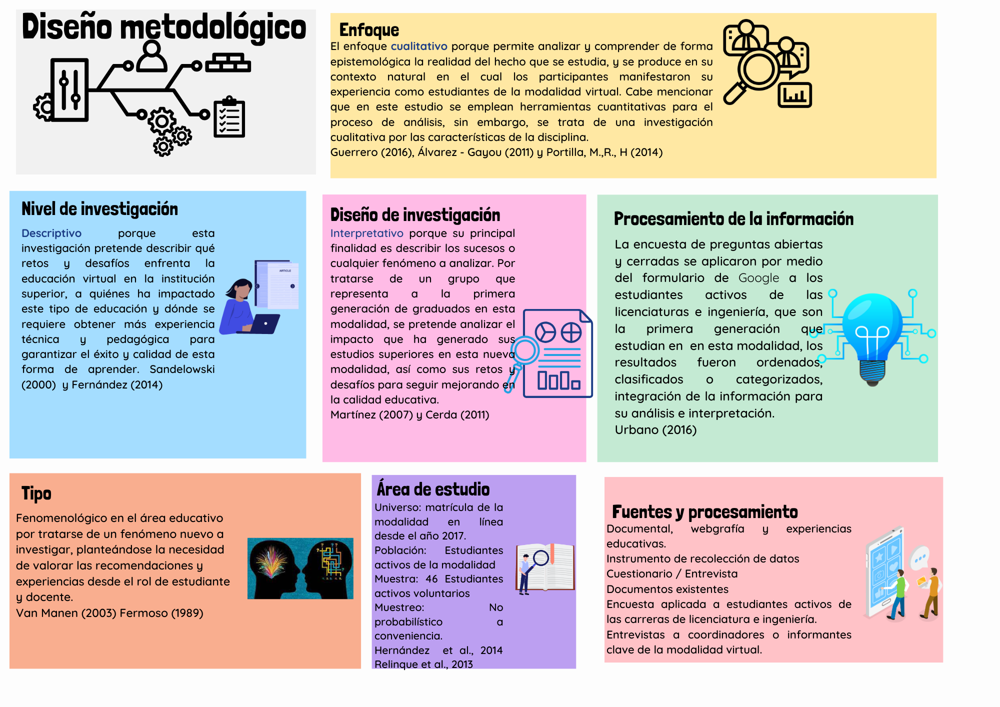 Diseño metodológico
Enfoque
El enfoque cualitativo porque permite analizar y comprender de forma
epistemológica la realidad del hecho que se estudia, y se produce en su
contexto natural en el cual los participantes manifestaron su
experiencia como estudiantes de la modalidad virtual. Cabe mencionar
que en este estudio se emplean herramientas cuantitativas para el
proceso de análisis, sin embargo, se trata de una investigación
cualitativa por las características de la disciplina.
Guerrero (2016), Álvarez - Gayou (2011) y Portilla, M.,R., H (2014)
Nivel de investigación
Descriptivo porque esta
investigación pretende describir qué
retos y desafíos enfrenta la
educación virtual en la institución
superior, a quiénes ha impactado
este tipo de educación y dónde se
requiere obtener más experiencia
técnica y pedagógica para
garantizar el éxito y calidad de esta
forma de aprender. Sandelowski
(2000) y Fernández (2014)
ARTICLE
Diseño de investigación
Interpretativo porque su principal
finalidad es describir los sucesos o
cualquier fenómeno a analizar. Por
tratarse de un grupo que
representa a la primera
generación de graduados en esta
modalidad, se pretende analizar el
impacto que ha generado sus
estudios superiores en esta nueva
modalidad, así como sus retos y
desafíos para seguir mejorando en
la calidad educativa.
Martínez (2007) y Cerda (2011)
Procesamiento de la información
La encuesta de preguntas abiertas
y cerradas se aplicaron por medio
del formulario de Google a los
estudiantes activos de las
licenciaturas e ingeniería, que son
la primera generación que
estudian en en esta modalidad, los
resultados fueron ordenados,
clasificados o categorizados,
integración de la información para
su análisis e interpretación.
Urbano (2016)
Tipo
Fenomenológico en el área educativo
por tratarse de un fenómeno nuevo a
investigar, planteándose la necesidad
de valorar las recomendaciones y
experiencias desde el rol de estudiante
y docente.
Van Manen (2003) Fermoso (1989)
Área de estudio
Universo: matrícula de la
modalidad en línea
desde el año 2017.
Población: Estudiantes
activos de la modalidad
Muestra: 46 Estudiantes
activos voluntarios
Muestreo: No
probabilístico a
conveniencia.
Hernández et al., 2014
Relinque et al., 2013
Fuentes y procesamiento
Documental, webgrafía y experiencias
educativas.
Instrumento de recolección de datos
Cuestionario / Entrevista
Documentos existentes
Encuesta aplicada a estudiantes activos de
las carreras de licenciatura e ingeniería.
Entrevistas a coordinadores o informantes
clave de la modalidad virtual.